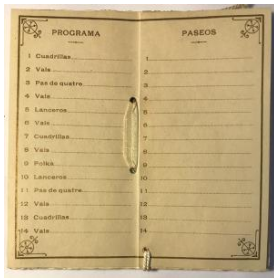 PROGRAMA
1 Cuadrillas
2 Vals
3 Pas de quatre
4 Vals
5 Lanceros
6 Vals
7 Cuadrillas
8 Vals
9 Polka
10 Lanceros
11 Pas de quatre
12 Vals
13 Cuadrillas
14 Vals
PASEOS
1
2
3
4
5
6
7
8
9
10
11
12
13
14